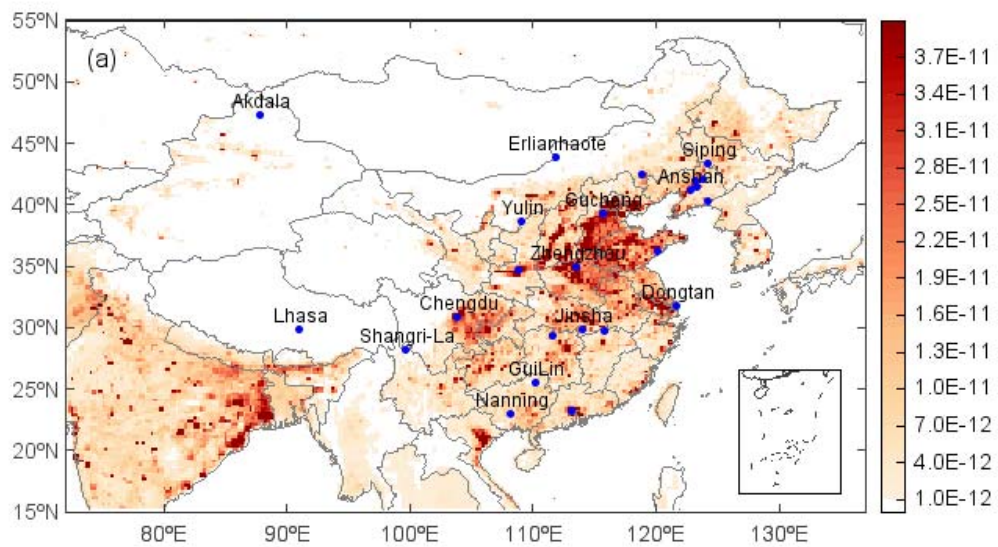 55ºN
(a)
3.7E-11
50ºN
3.4E-11
Akdala
3.1E-11
45ºN
Erlianhaote
Siping
2.8E-11
Anshan
2.5E-11
40ºN
Yulin
Gucheng
2.2E-11
35ºN
Zhengzhou
1.9E-11
Chengdu
Dongtan
1.6E-11
30ºN
Lhasa
Jinsha
Shangri-La
1.3E-11
25ºN
GuiLin
1.0E-11
Nanning
7.0E-12
20ºN
4.0E-12
15ºN
1.0E-12
80ºE 90ºE 100ºE 110ºE 120ºE 130ºE